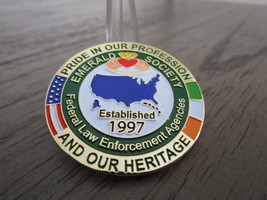 PRIDE IN OUR PROFESSION
EMERALD SOCIETY
Established
1997
Federal Law Enforcement Agencies
AND OUR HERITAGE